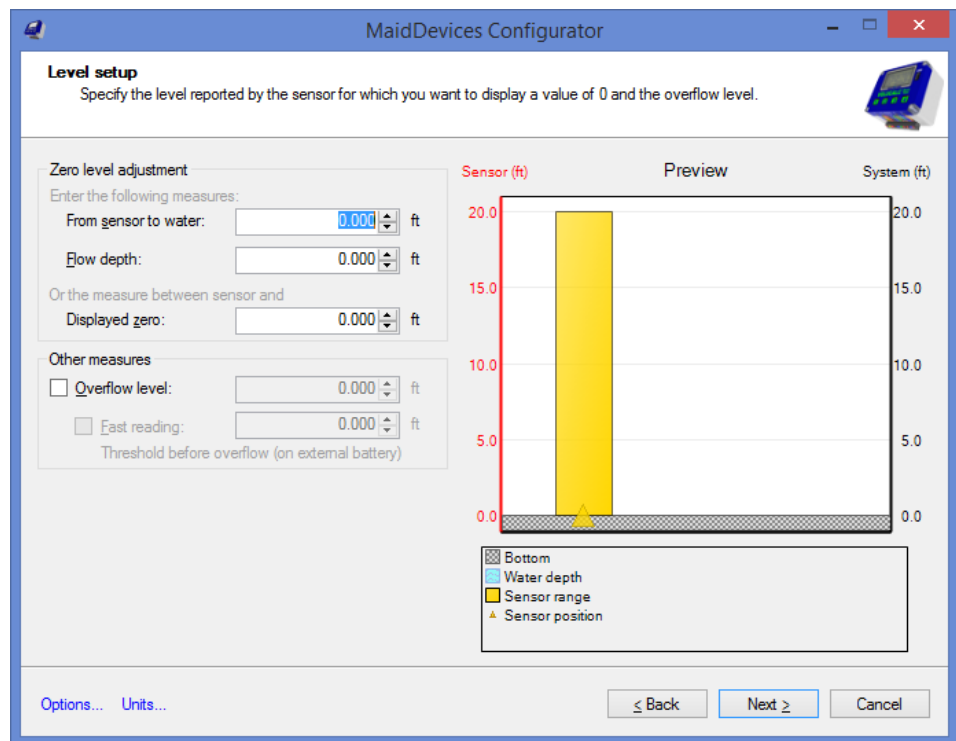 MaidDevices Configurator
Level setup
Specify the level reported by the sensor for which you want to display a value of 0 and the overflow level.
Zero level adjustment
Enter the following measures:
From sensor to water: 0.000 ft
Flow depth: 0.000 ft
Or the measure between sensor and
Displayed zero: 0.000 ft
Other measures
Overflow level: 0.000 ft
Fast reading: 0.000 ft
Threshold before overflow (on external battery)
Sensor (ft) Preview System (ft)
20.0 20.0
15.0 15.0
10.0 10.0
5.0 5.0
0.0 0.0
Bottom
Water depth
Sensor range
Sensor position
Options... Units... < Back Next > Cancel